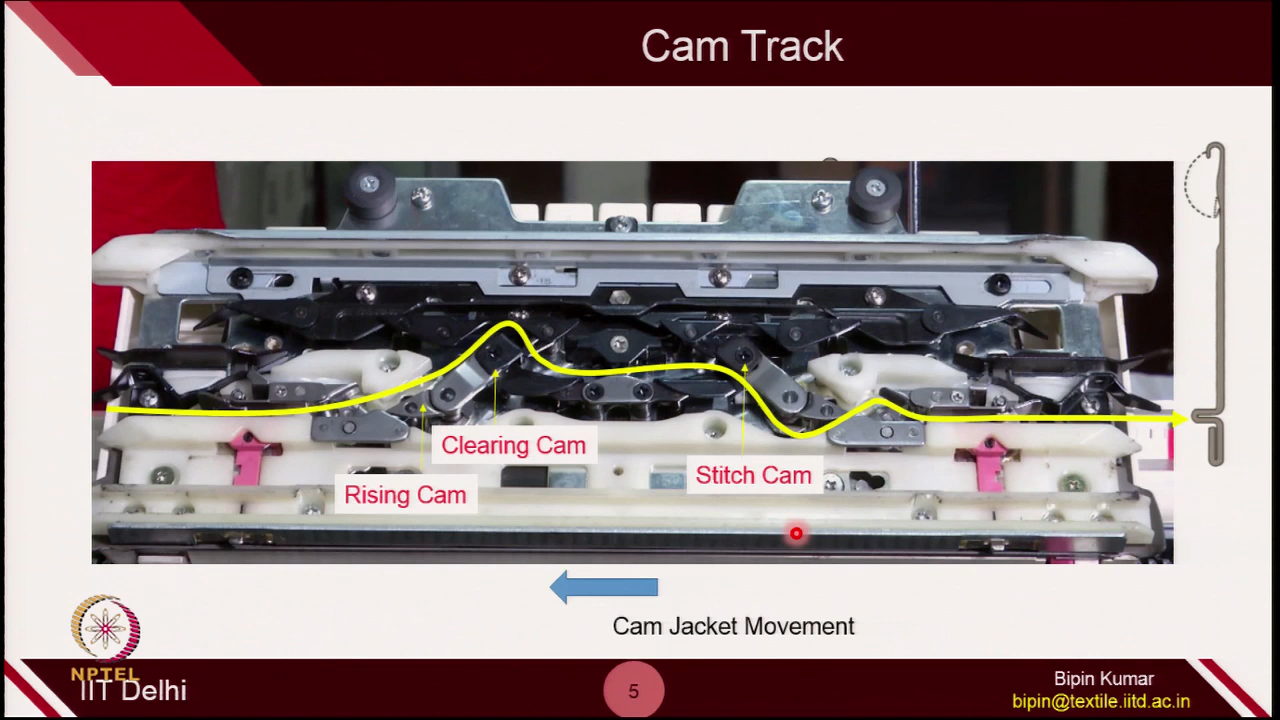 Cam Track
Clearing Cam
Rising Cam
Stitch Cam
Cam Jacket Movement
NPTEL
IIT Delhi
5
Bipin Kumar
bipin@textile.iitd.ac.in